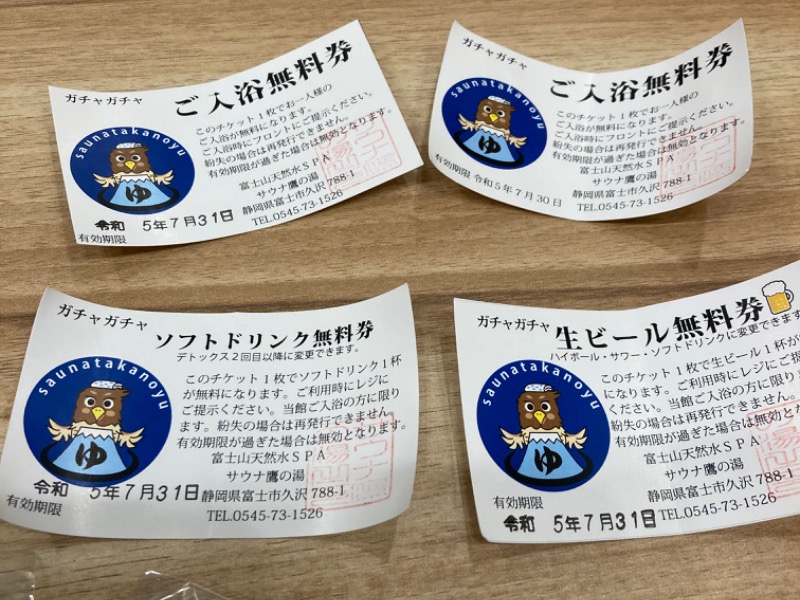 ガチャガチャ
ご入浴無料券
saunatakanoyu
ゆ
このチケット1枚でお一人様の
ご入浴が無料になります。
ご入浴時にフロントにご提示ください。
紛失の場合は再発行できません。
有効期限が過ぎた場合は無効となります。
富士山天然水SPA
サウナ鷹の湯
静岡県富士市久沢788-1
TEL.0545-73-1526
令和 5年7月31日
有効期限
ガチャガチャ
ご入浴無料券
saunatakanoyu
ゆ
このチケット1枚でお一人様の
ご入浴が無料になります。
ご入浴時にフロントにご提示ください。
紛失の場合は再発行できません。
有効期限が過ぎた場合は無効となります。
富士山天然水SPA
サウナ鷹の湯
静岡県富士市久沢788-1
TEL.0545-73-1526
有効期限 令和5年7月30日
ガチャガチャ
ソフトドリンク無料券
デトックス2回目以降に変更できます。
saunatakanoyu
ゆ
このチケット1枚でソフトドリンク1杯
が無料になります。ご利用時にレジに
ご提示ください。当館ご入浴の方に限り
ます。紛失の場合は再発行できません。
有効期限が過ぎた場合は無効となります。
富士山天然水SPA
サウナ鷹の湯
静岡県富士市久沢788-1
TEL.0545-73-1526
令和 5年7月31日
有効期限
ガチャガチャ
生ビール無料券
ハイボール・サワー・ソフトドリンクに変更できます
saunatakanoyu
ゆ
このチケット1枚で生ビール1杯が
になります。ご利用時にレジにご提
ください。当館ご入浴の方に限り
紛失の場合は再発行できません。
有効期限が過ぎた場合は無効とな
富士山天然水SPA
サウナ鷹の湯
静岡県富士市久沢788-1
TEL.0545-73-1526
有効期限
令和 5年7月31日